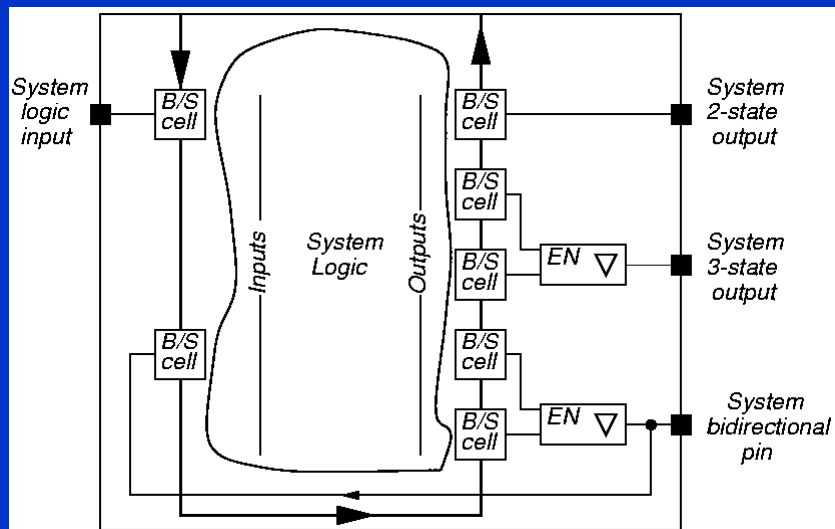 System
logic
input
B/S
cell
B/S
cell
Inputs
System
Logic
Outputs
B/S
cell
B/S
cell
B/S
cell
B/S
cell
B/S
cell
EN
EN
System
2-state
output
System
3-state
output
System
bidirectional
pin